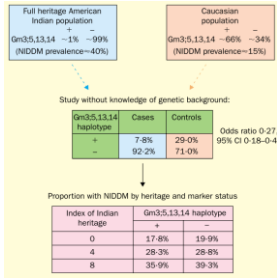 Full heritage American
Indian population
+ −
Gm3;5,13,14 ~1% ~99%
(NIDDM prevalence≈40%)
Caucasian
population
+ −
Gm3;5,13,14 ~66% ~34%
(NIDDM prevalence≈15%)
Study without knowledge of genetic background:
Gm3;5,13,14
haplotype
Cases
Controls
+ 7·8% 29·0%
− 92·2% 71·0%
Odds ratio 0·27
95% CI 0·18–0·4
Proportion with NIDDM by heritage and marker status
Index of Indian
heritage
Gm3;5,13,14 haplotype
+ −
0 17·8% 19·9%
4 28·3% 28·8%
8 35·9% 39·3%